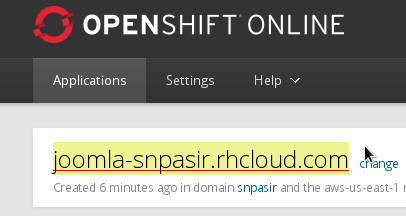 OPENSHIFT ONLINE
Applications Settings Help
joomla-snpasir.rhcloud.com change
Created 6 minutes ago in domain snpasir and the aws-us-east-1